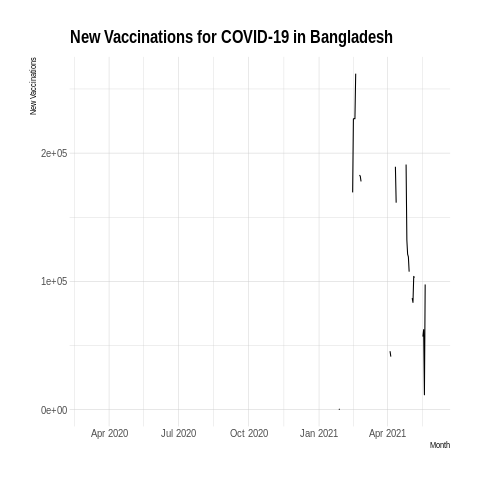 New Vaccinations for COVID-19 in Bangladesh
New Vaccinations
2e+05
1e+05
0e+00
Apr 2020 Jul 2020 Oct 2020 Jan 2021 Apr 2021
Month